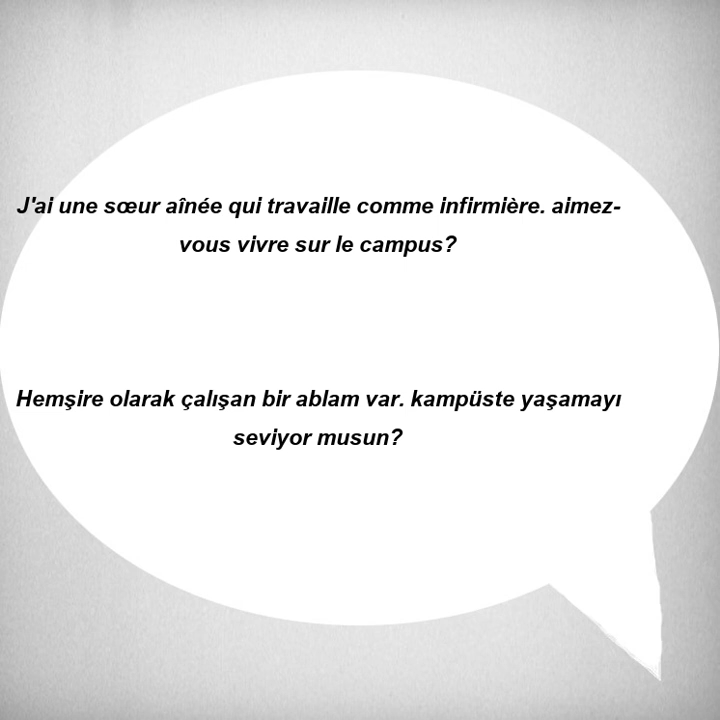 J'ai une sœur aînée qui travaille comme infirmière. aimez-
vous vivre sur le campus?
Hemşire olarak çalışan bir ablam var. kampüste yaşamayı
seviyor musun?